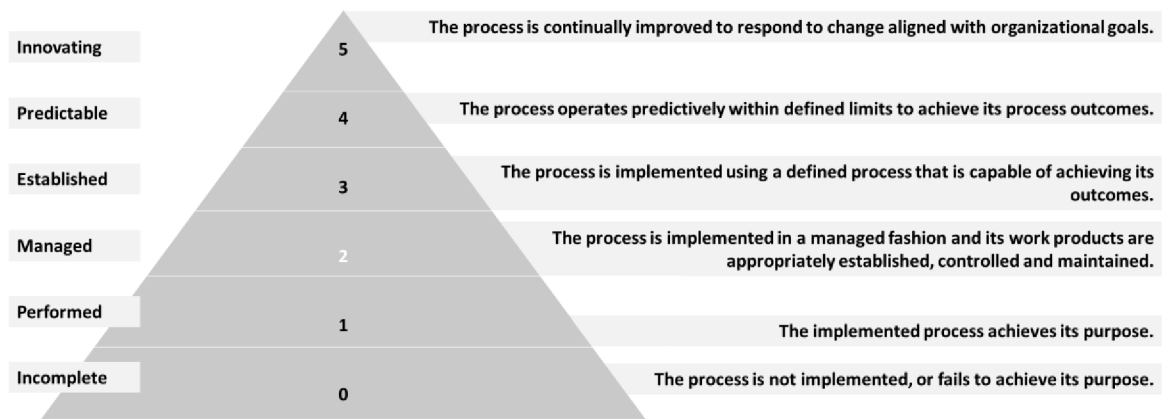 Innovating
5
The process is continually improved to respond to change aligned with organizational goals.
Predictable
4
The process operates predictively within defined limits to achieve its process outcomes.
Established
3
The process is implemented using a defined process that is capable of achieving its
outcomes.
Managed
2
The process is implemented in a managed fashion and its work products are
appropriately established, controlled and maintained.
Performed
1
The implemented process achieves its purpose.
Incomplete
0
The process is not implemented, or fails to achieve its purpose.